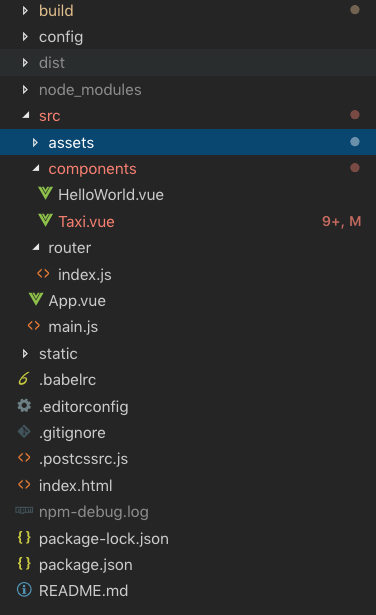 build
config
dist
node_modules
src
assets
components
HelloWorld.vue
Taxi.vue 9+, M
router
index.js
App.vue
main.js
static
.babelrc
.editorconfig
.gitignore
.postcssrc.js
index.html
npm-debug.log
package-lock.json
package.json
README.md